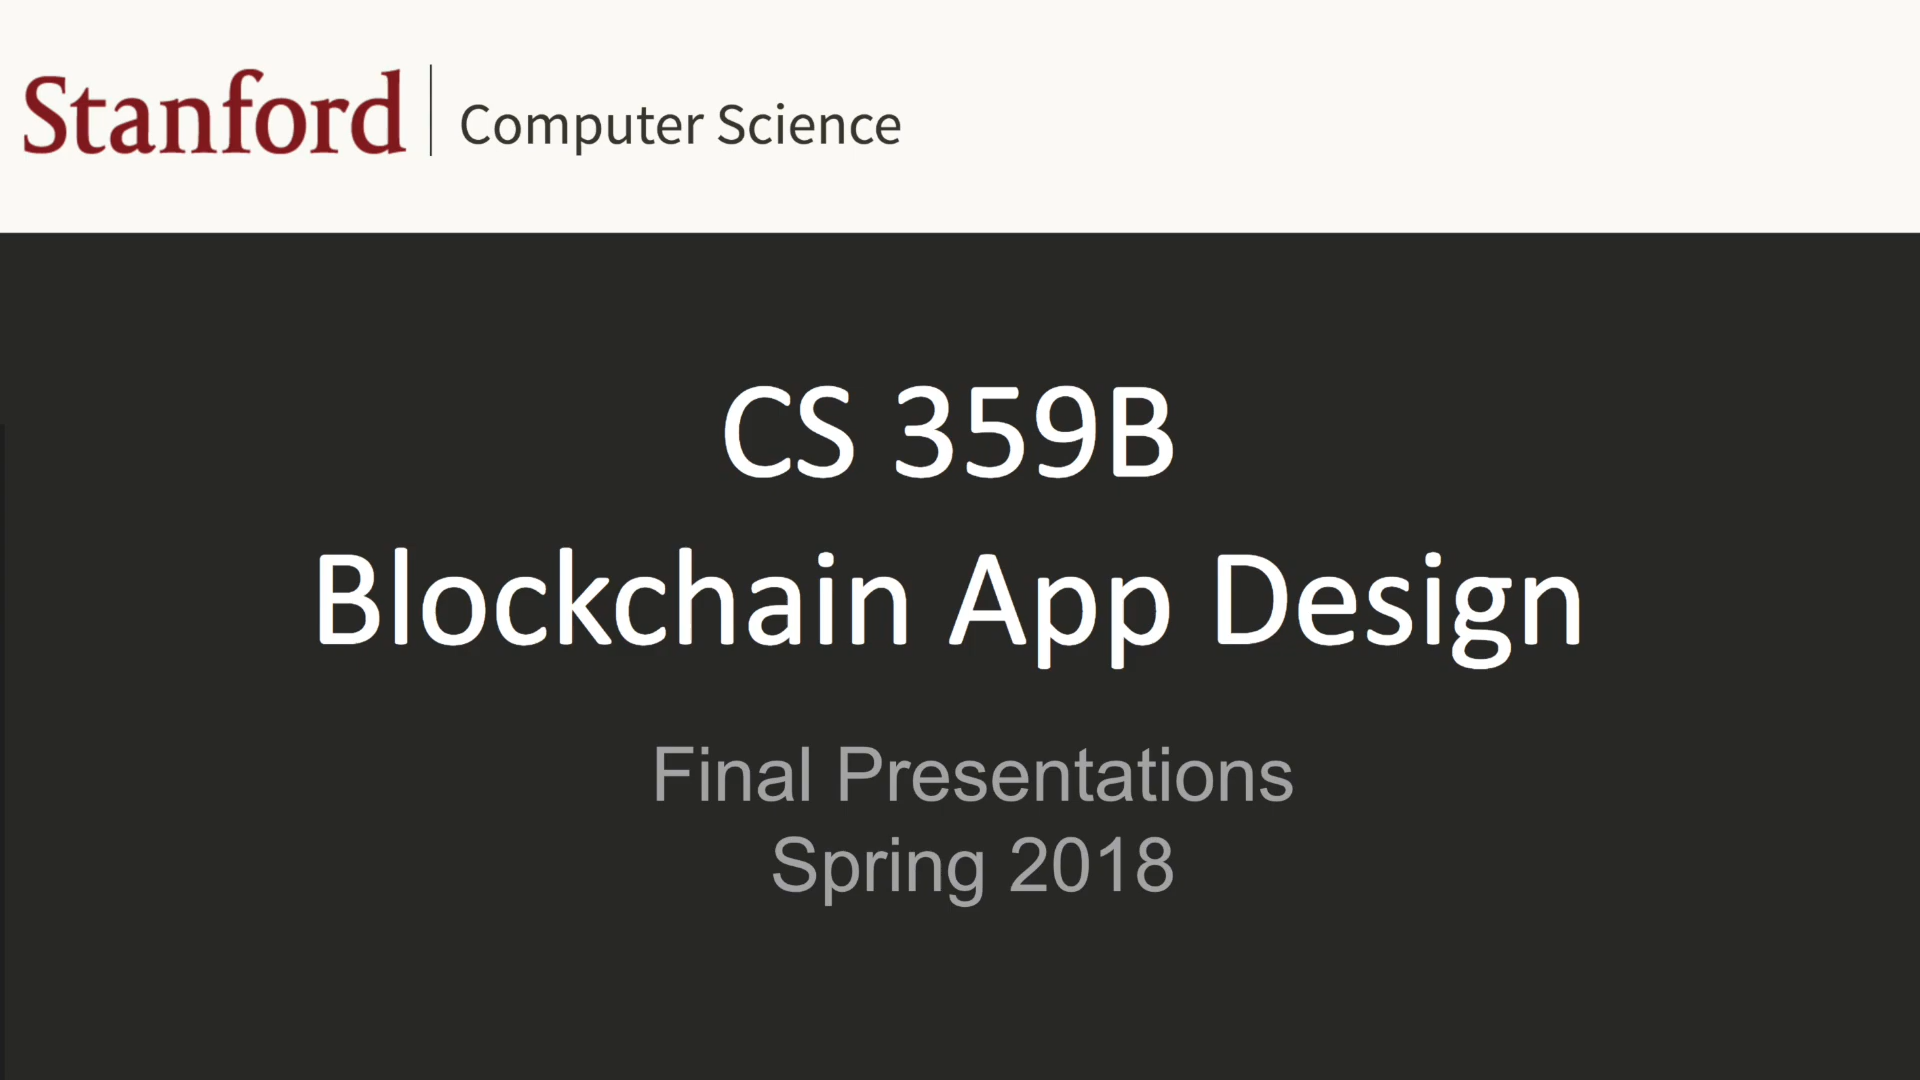 Stanford | Computer Science
CS 359B
Blockchain App Design
Final Presentations
Spring 2018